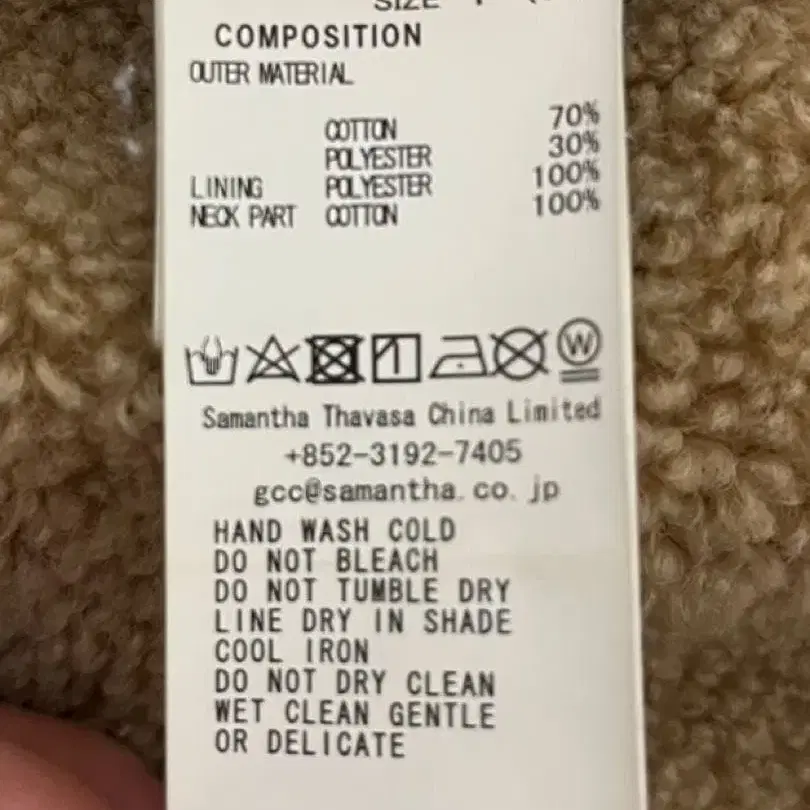 SIZE
COMPOSITION
OUTER MATERIAL
COTTON 70%
POLYESTER 30%
LINING POLYESTER 100%
NECK PART COTTON 100%
W
Samantha Thavasa China Limited
+852-3192-7405
gcc@samantha.co.jp
HAND WASH COLD
DO NOT BLEACH
DO NOT TUMBLE DRY
LINE DRY IN SHADE
COOL IRON
DO NOT DRY CLEAN
WET CLEAN GENTLE
OR DELICATE